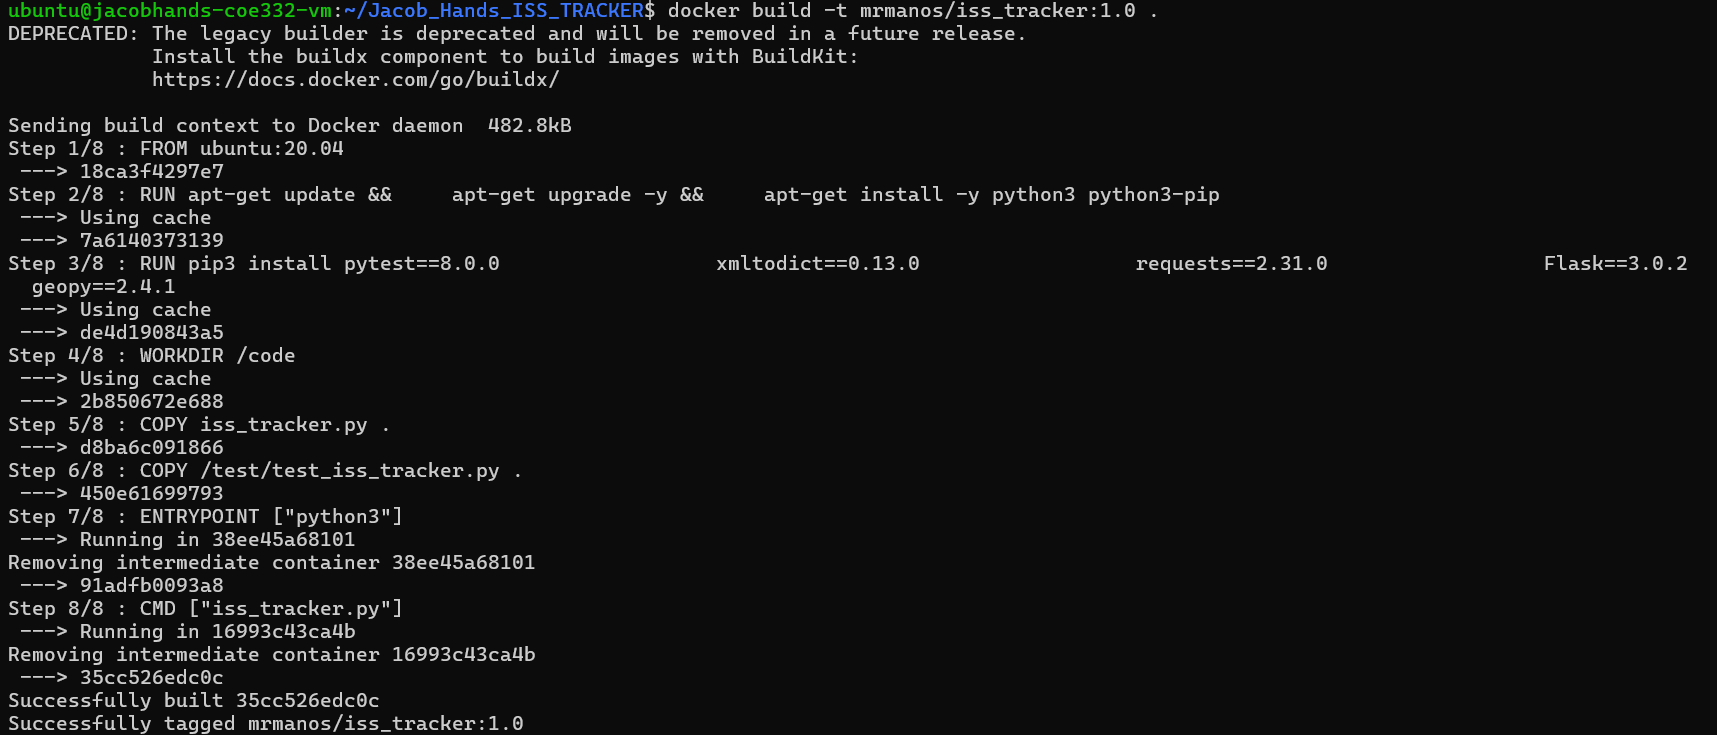 ubuntu@jacobhands-coe332-vm:~/Jacob_Hands_ISS_TRACKER$ docker build -t mrmanos/iss_tracker:1.0 .
DEPRECATED: The legacy builder is deprecated and will be removed in a future release.
            Install the buildx component to build images with BuildKit:
            https://docs.docker.com/go/buildx/

Sending build context to Docker daemon  482.8kB
Step 1/8 : FROM ubuntu:20.04
 ---> 18ca3f4297e7
Step 2/8 : RUN apt-get update &&     apt-get upgrade -y &&     apt-get install -y python3 python3-pip
 ---> Using cache
 ---> 7a6140373139
Step 3/8 : RUN pip3 install pytest==8.0.0                  xmltodict==0.13.0                  requests==2.31.0                  Flask==3.0.2
  geopy==2.4.1
 ---> Using cache
 ---> de4d190843a5
Step 4/8 : WORKDIR /code
 ---> Using cache
 ---> 2b850672e688
Step 5/8 : COPY iss_tracker.py .
 ---> d8ba6c091866
Step 6/8 : COPY /test/test_iss_tracker.py .
 ---> 450e61699793
Step 7/8 : ENTRYPOINT ["python3"]
 ---> Running in 38ee45a68101
Removing intermediate container 38ee45a68101
 ---> 91adfb0093a8
Step 8/8 : CMD ["iss_tracker.py"]
 ---> Running in 16993c43ca4b
Removing intermediate container 16993c43ca4b
 ---> 35cc526edc0c
Successfully built 35cc526edc0c
Successfully tagged mrmanos/iss_tracker:1.0